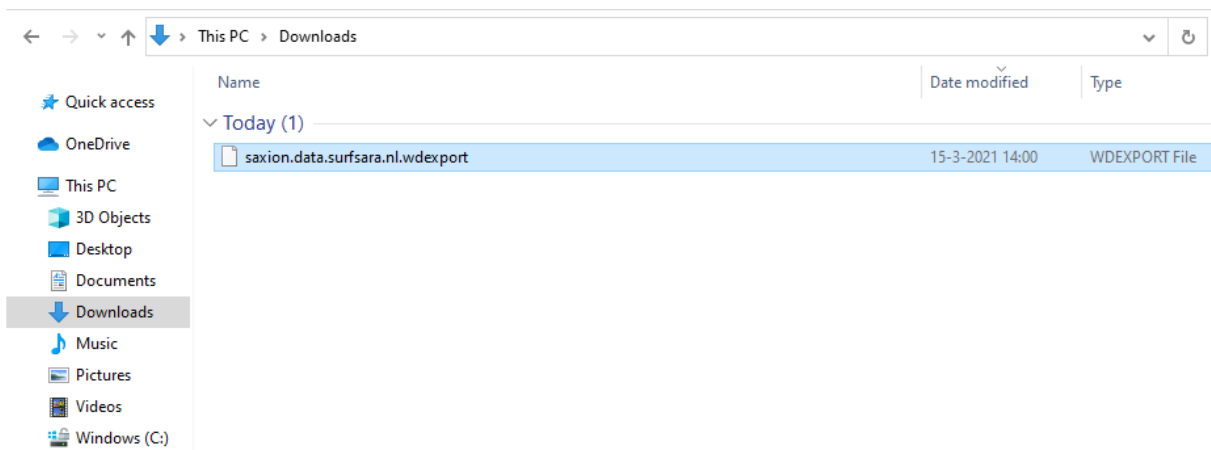 This PC > Downloads
Name Date modified Type
Quick access
Today (1)
OneDrive
saxion.data.surfsara.nl.wdexport 15-3-2021 14:00 WDEXPORT File
This PC
3D Objects
Desktop
Documents
Downloads
Music
Pictures
Videos
Windows (C:)